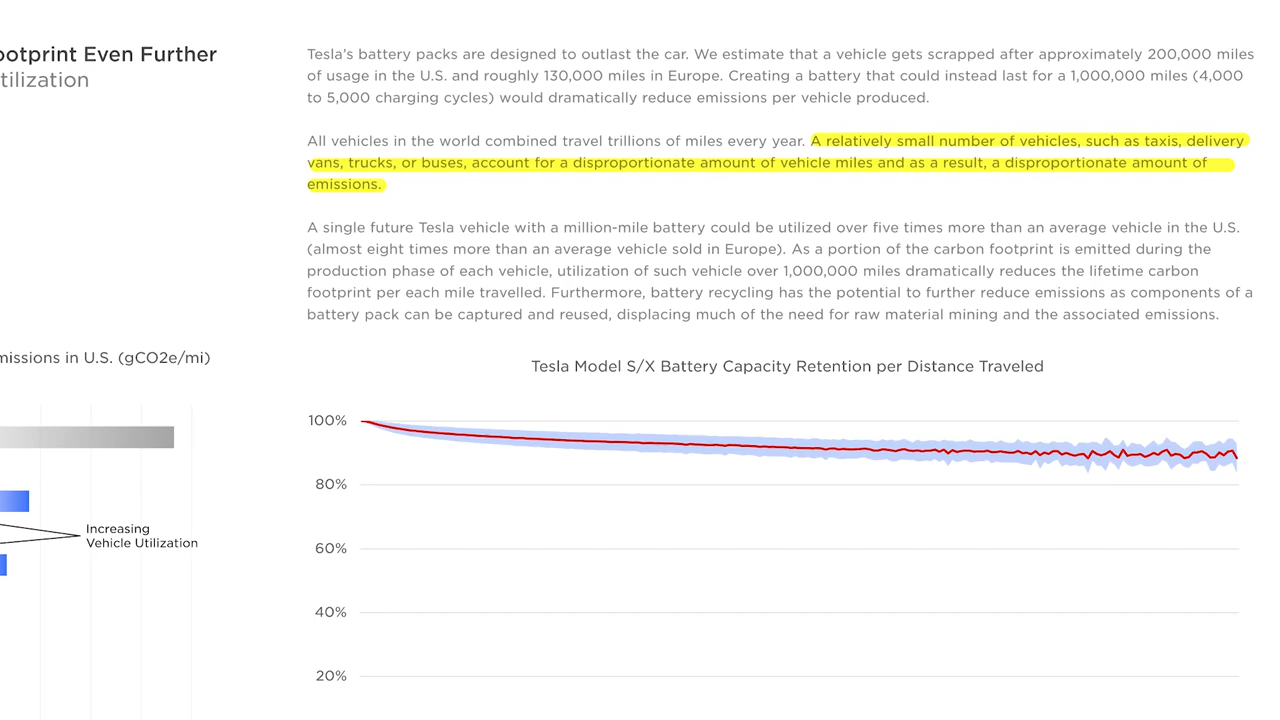 ootprint Even Further
tilization
Tesla's battery packs are designed to outlast the car. We estimate that a vehicle gets scrapped after approximately 200,000 miles
of usage in the U.S. and roughly 130,000 miles in Europe. Creating a battery that could instead last for a 1,000,000 miles (4,000
to 5,000 charging cycles) would dramatically reduce emissions per vehicle produced.
All vehicles in the world combined travel trillions of miles every year. A relatively small number of vehicles, such as taxis, delivery
vans, trucks, or buses, account for a disproportionate amount of vehicle miles and as a result, a disproportionate amount of
emissions.
A single future Tesla vehicle with a million-mile battery could be utilized over five times more than an average vehicle in the U.S.
(almost eight times more than an average vehicle sold in Europe). As a portion of the carbon footprint is emitted during the
production phase of each vehicle, utilization of such vehicle over 1,000,000 miles dramatically reduces the lifetime carbon
footprint per each mile travelled. Furthermore, battery recycling has the potential to further reduce emissions as components of a
battery pack can be captured and reused, displacing much of the need for raw material mining and the associated emissions.
missions in U.S. (gCO2e/mi)
Increasing
Vehicle Utilization
Tesla Model S/X Battery Capacity Retention per Distance Traveled
100%
80%
60%
40%
20%